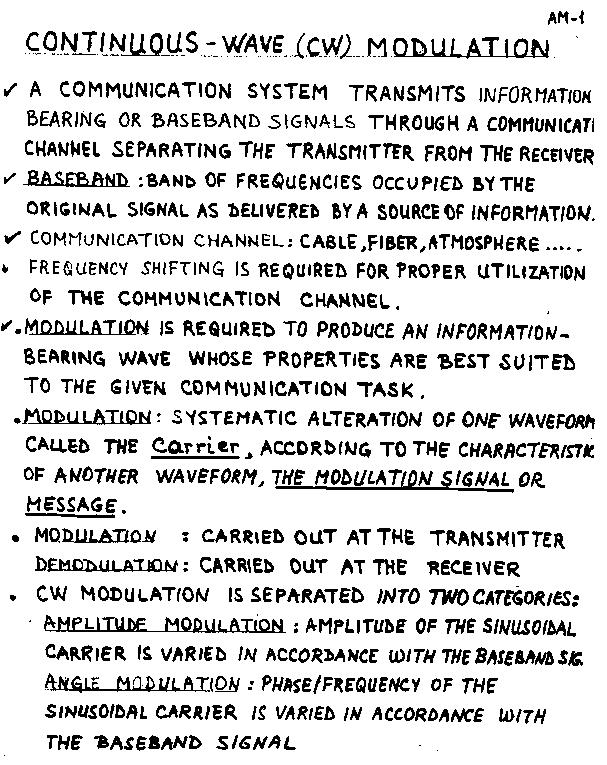 AM-1
CONTINUOUS - WAVE (CW) MODULATION
✓ A COMMUNICATION SYSTEM TRANSMITS INFORMATION
BEARING OR BASEBAND SIGNALS THROUGH A COMMUNICATI
CHANNEL SEPARATING THE TRANSMITTER FROM THE RECEIVER
✓ BASEBAND : BAND OF FREQUENCIES OCCUPIED BY THE
ORIGINAL SIGNAL AS DELIVERED BY A SOURCE OF INFORMATION.
✓ COMMUNICATION CHANNEL: CABLE, FIBER, ATMOSPHERE .....
• FREQUENCY SHIFTING IS REQUIRED FOR PROPER UTILIZATION
OF THE COMMUNICATION CHANNEL.
✓• MODULATION IS REQUIRED TO PRODUCE AN INFORMATION-
BEARING WAVE WHOSE PROPERTIES ARE BEST SUITED
TO THE GIVEN COMMUNICATION TASK.
• MODULATION: SYSTEMATIC ALTERATION OF ONE WAVEFORM
CALLED THE Carrier, ACCORDING TO THE CHARACTERISTIC
OF ANOTHER WAVEFORM, THE MODULATION SIGNAL OR
MESSAGE.
• MODULATION : CARRIED OUT AT THE TRANSMITTER
DEMODULATION: CARRIED OUT AT THE RECEIVER
• CW MODULATION IS SEPARATED INTO TWO CATEGORIES:
AMPLITUDE MODULATION : AMPLITUDE OF THE SINUSOIDAL
CARRIER IS VARIED IN ACCORDANCE WITH THE BASEBAND SIG.
ANGLE MODULATION : PHASE/FREQUENCY OF THE
SINUSOIDAL CARRIER IS VARIED IN ACCORDANCE WITH
THE BASEBAND SIGNAL